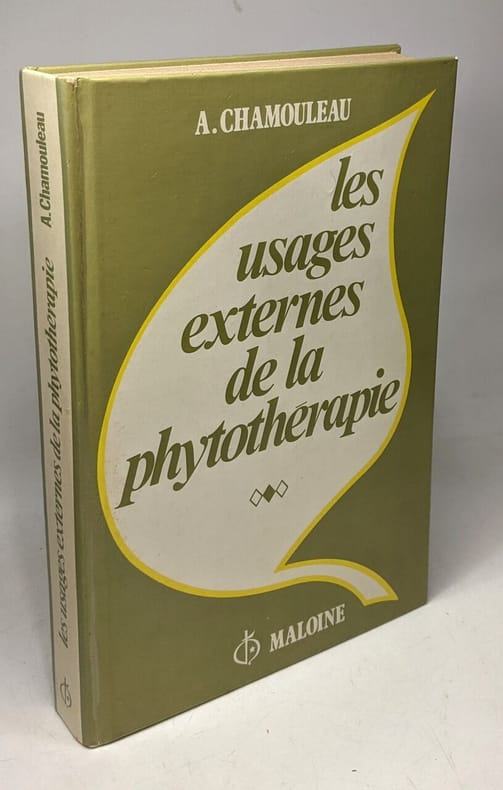 A. CHAMOULEAU
les
usages
externes
de la
phytothérapie
MALOINE
les usages externes de la phytothérapie A. Chamouleau